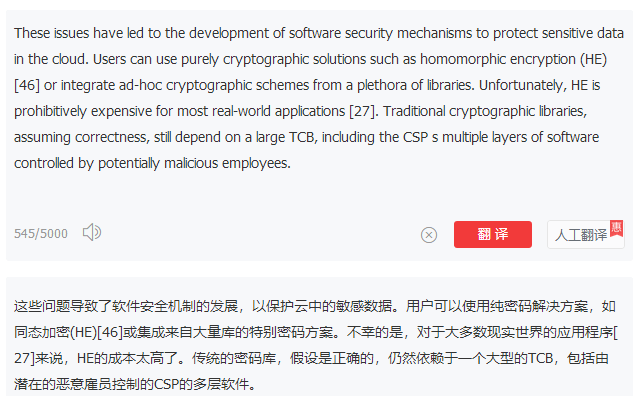 These issues have led to the development of software security mechanisms to protect sensitive data
in the cloud. Users can use purely cryptographic solutions such as homomorphic encryption (HE)
[46] or integrate ad-hoc cryptographic schemes from a plethora of libraries. Unfortunately, HE is
prohibitively expensive for most real-world applications [27]. Traditional cryptographic libraries,
assuming correctness, still depend on a large TCB, including the CSP s multiple layers of software
controlled by potentially malicious employees.
545/5000
翻 译
人工翻译
惠
这些问题导致了软件安全机制的发展，以保护云中的敏感数据。用户可以使用纯密码解决方案，如
同态加密(HE)[46]或集成来自大量库的特别密码方案。不幸的是，对于大多数现实世界的应用程序[
27]来说，HE的成本太高了。传统的密码库，假设是正确的，仍然依赖于一个大型的TCB，包括由
潜在的恶意雇员控制的CSP的多层软件。